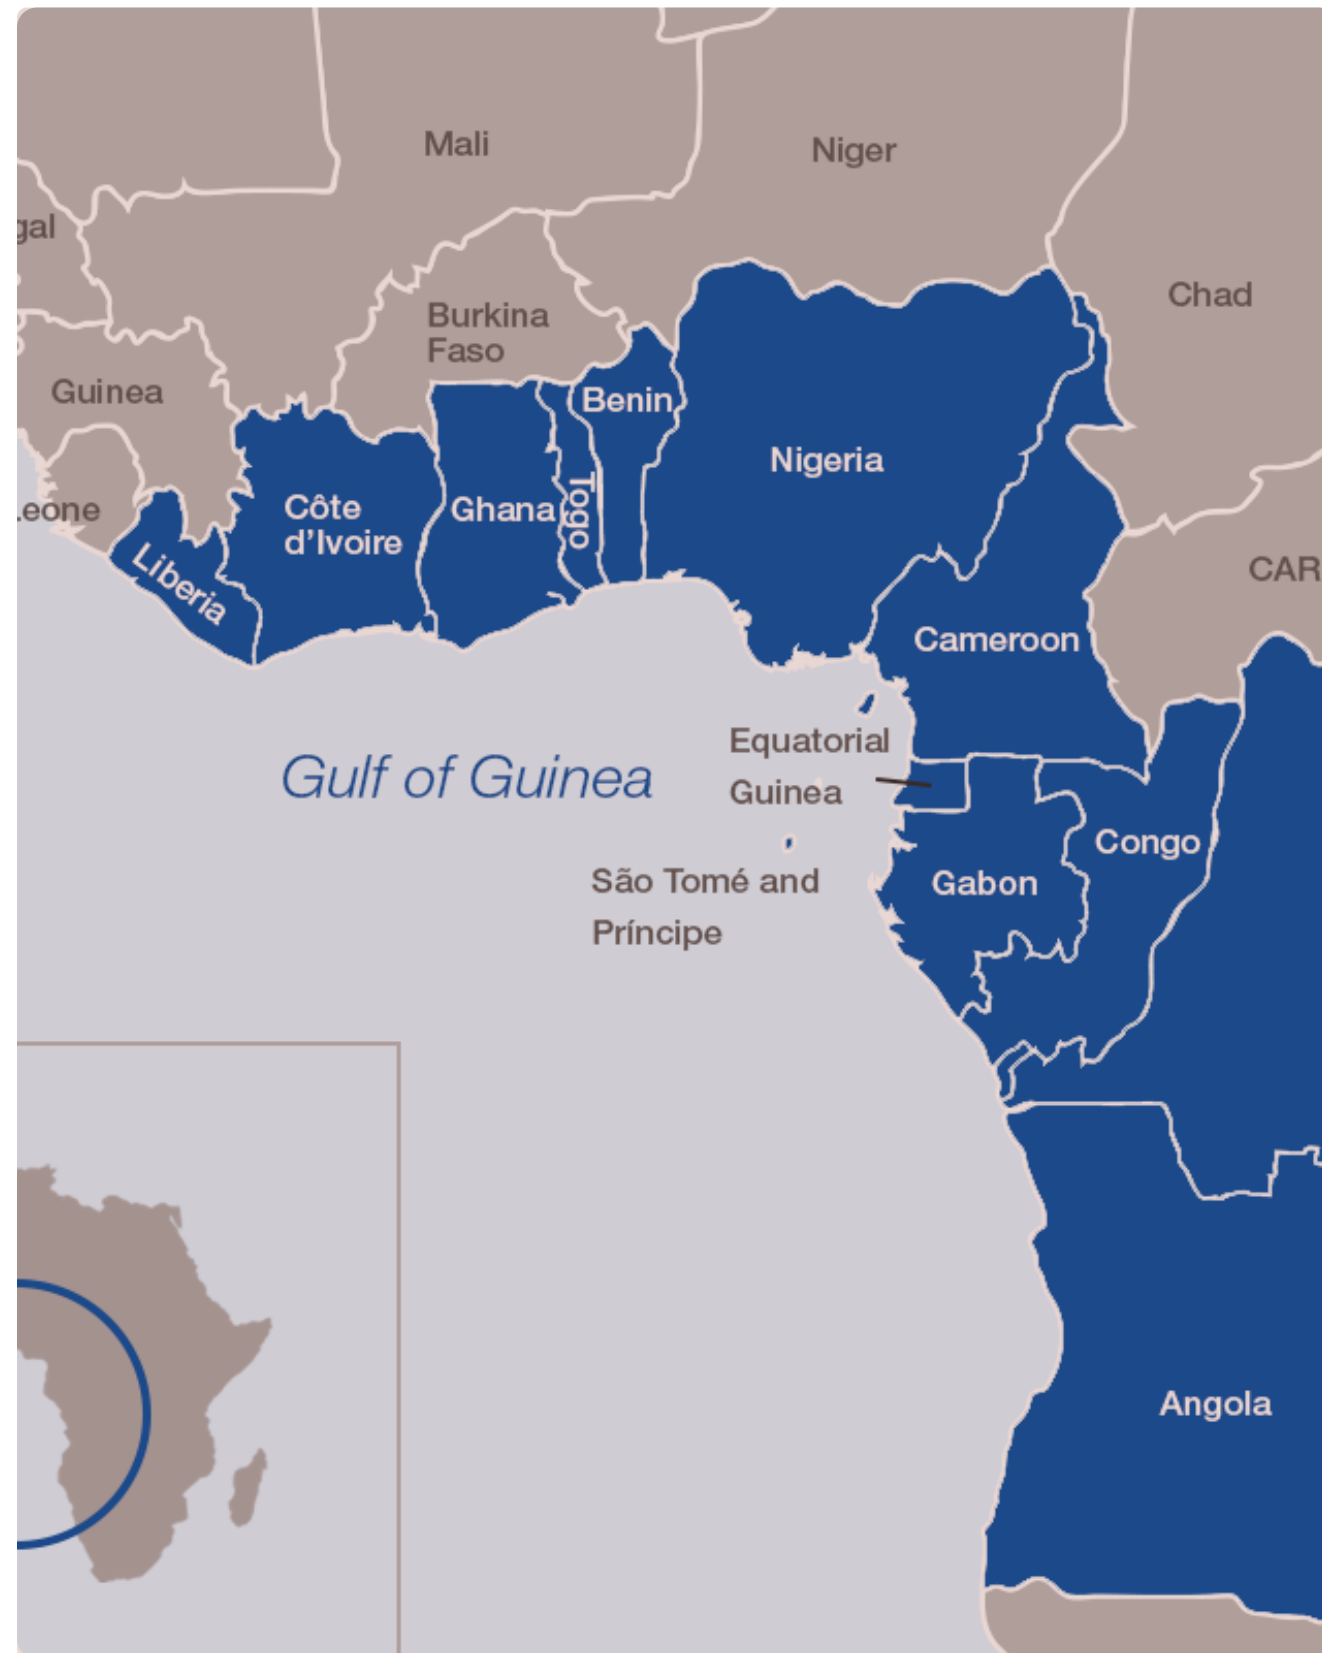 Mali
Niger
gal
Chad
Burkina
Faso
Guinea
Benin
Nigeria
Côte
d'Ivoire
Ghana
Togo
eone
Liberia
CAR
Cameroon
Equatorial
Guinea
Gulf of Guinea
Congo
São Tomé and
Príncipe
Gabon
Angola